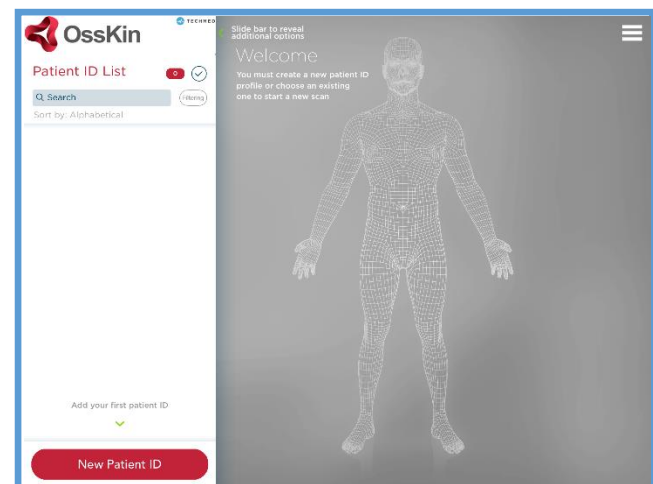 OssKin
TECHMED
Patient ID List
0
Search
Filtering
Sort by: Alphabetical
Add your first patient ID
New Patient ID
Slide bar to reveal
additional options
Welcome
You must create a new patient ID
profile or choose an existing
one to start a new scan